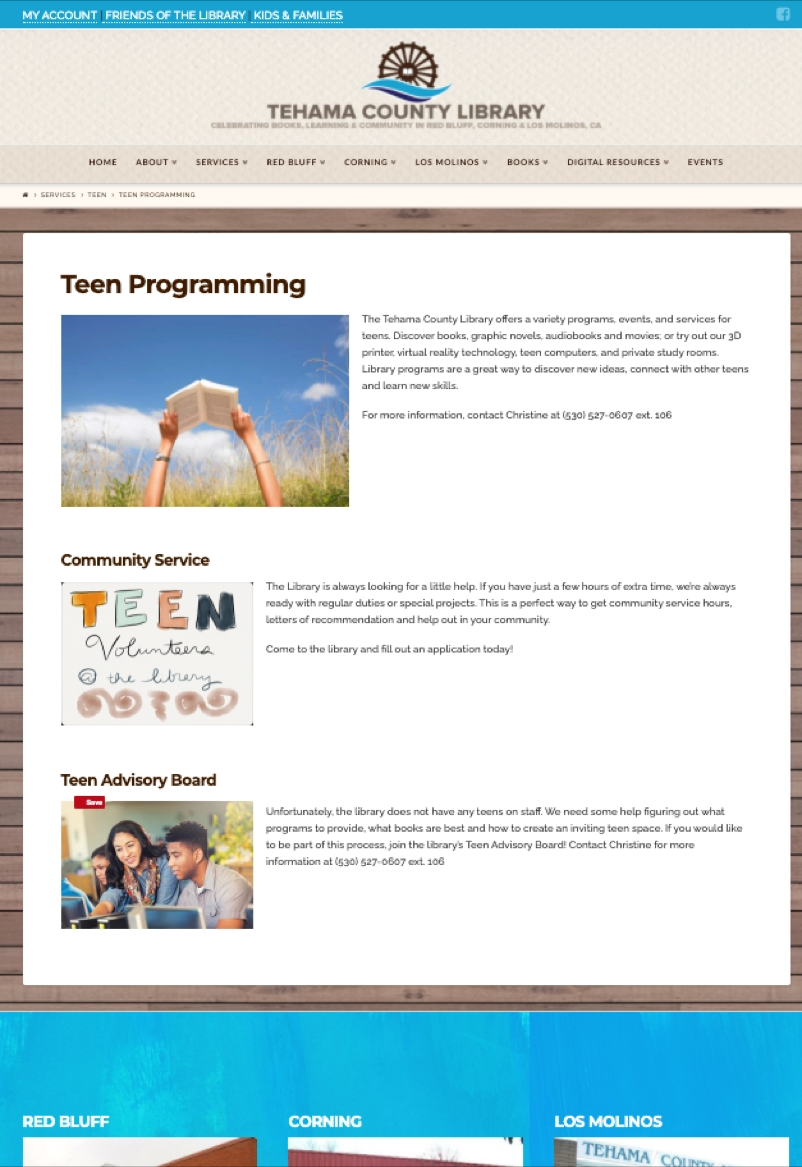 MY ACCOUNT | FRIENDS OF THE LIBRARY | KIDS & FAMILIES
TEHAMA COUNTY LIBRARY
CELEBRATING BOOKS, LEARNING & COMMUNITY IN RED BLUFF, CORNING & LOS MOLINOS, CA
HOME ABOUT SERVICES RED BLUFF CORNING LOS MOLINOS BOOKS DIGITAL RESOURCES EVENTS
SERVICES > TEEN > TEEN PROGRAMMING
Teen Programming
The Tehama County Library offers a variety programs, events, and services for
teens. Discover books, graphic novels, audiobooks and movies; or try out our 3D
printer, virtual reality technology, teen computers, and private study rooms.
Library programs are a great way to discover new ideas, connect with other teens
and learn new skills.
For more information, contact Christine at (530) 527-0607 ext. 106
Community Service
TEEN
Volunteers
@ the library
The Library is always looking for a little help. If you have just a few hours of extra time, we're always
ready with regular duties or special projects. This is a perfect way to get community service hours,
letters of recommendation and help out in your community.
Come to the library and fill out an application today!
Teen Advisory Board
Save
Unfortunately, the library does not have any teens on staff. We need some help figuring out what
programs to provide, what books are best and how to create an inviting teen space. If you would like
to be part of this process, join the library's Teen Advisory Board! Contact Christine for more
information at (530) 527-0607 ext. 106
RED BLUFF CORNING LOS MOLINOS
TEHAMA COUNTY